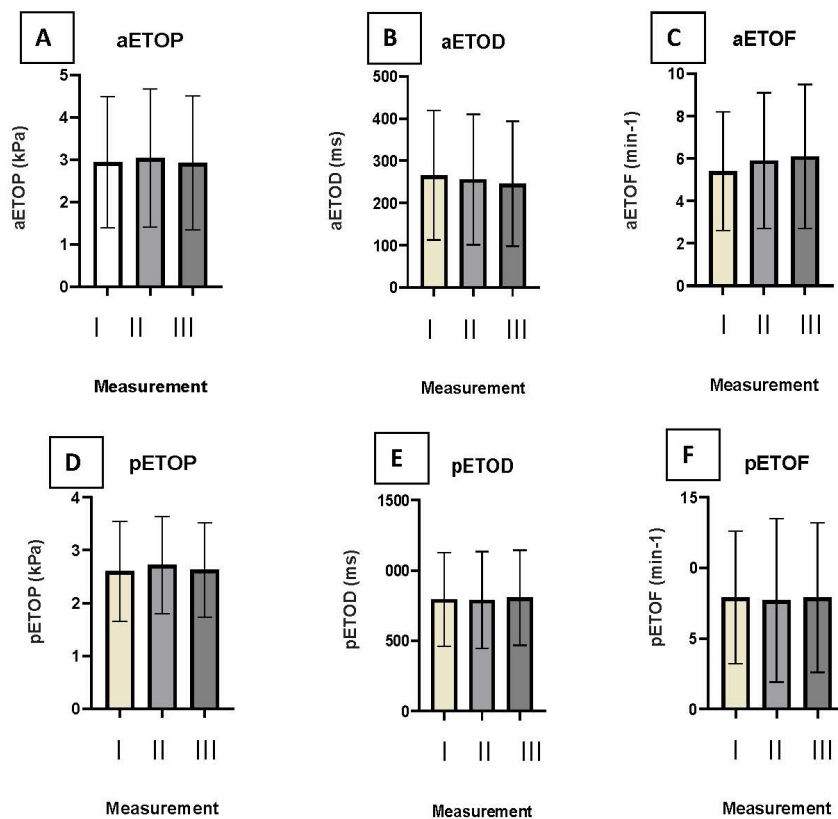 A
aETOP
aETOP (kPa)
5
4
3
2
1
0
I II III
Measurement
B
aETOD
aETOD (ms)
500
400
300
200
100
0
I II III
Measurement
C
aETOF
aETOF (min-1)
10
8
6
4
2
0
I II III
Measurement
D
pETOP
pETOP (kPa)
4
3
2
1
0
I II III
Measurement
E
pETOD
pETOD (ms)
1500
000
500
0
I II III
Measurement
F
pETOF
pETOF (min-1)
15
0
5
0
I II III
Measurement